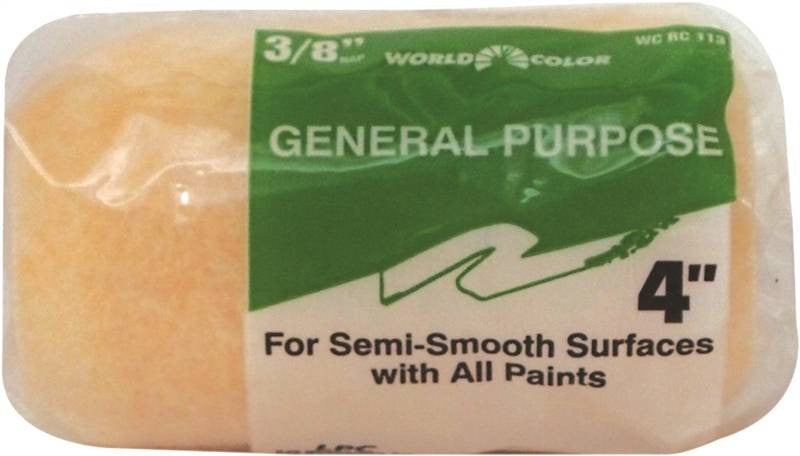 3/8" NAP WORLD COLOR WC RC 113
GENERAL PURPOSE
4"
For Semi-Smooth Surfaces
with All Paints